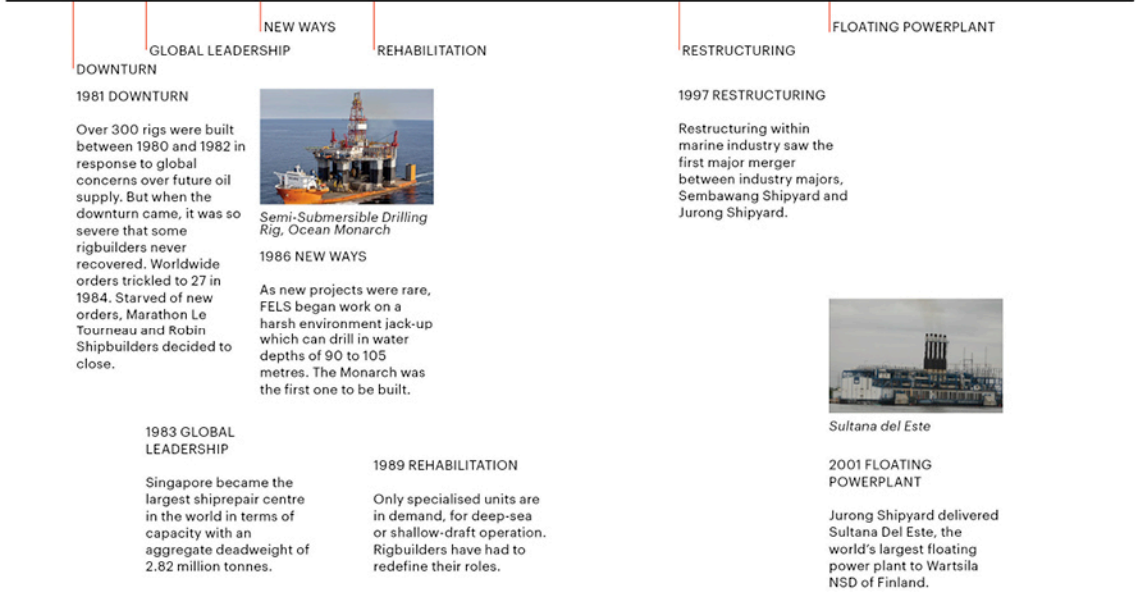 NEW WAYS
FLOATING POWERPLANT
GLOBAL LEADERSHIP
REHABILITATION
RESTRUCTURING
DOWNTURN
1981 DOWNTURN
Over 300 rigs were built
between 1980 and 1982 in
response to global
concerns over future oil
supply. But when the
downturn came, it was so
severe that some
rigbuilders never
recovered. Worldwide
orders trickled to 27 in
1984. Starved of new
orders, Marathon Le
Tourneau and Robin
Shipbuilders decided to
close.
1983 GLOBAL
LEADERSHIP
Singapore became the
largest shiprepair centre
in the world in terms of
capacity with an
aggregate deadweight of
2.82 million tonnes.
Semi-Submersible Drilling
Rig, Ocean Monarch
1986 NEW WAYS
As new projects were rare,
FELS began work on a
harsh environment jack-up
which can drill in water
depths of 90 to 105
metres. The Monarch was
the first one to be built.
1989 REHABILITATION
Only specialised units are
in demand, for deep-sea
or shallow-draft operation.
Rigbuilders have had to
redefine their roles.
1997 RESTRUCTURING
Restructuring within
marine industry saw the
first major merger
between industry majors,
Sembawang Shipyard and
Jurong Shipyard.
Sultana del Este
2001 FLOATING
POWERPLANT
Jurong Shipyard delivered
Sultana Del Este, the
world's largest floating
power plant to Wartsila
NSD of Finland.